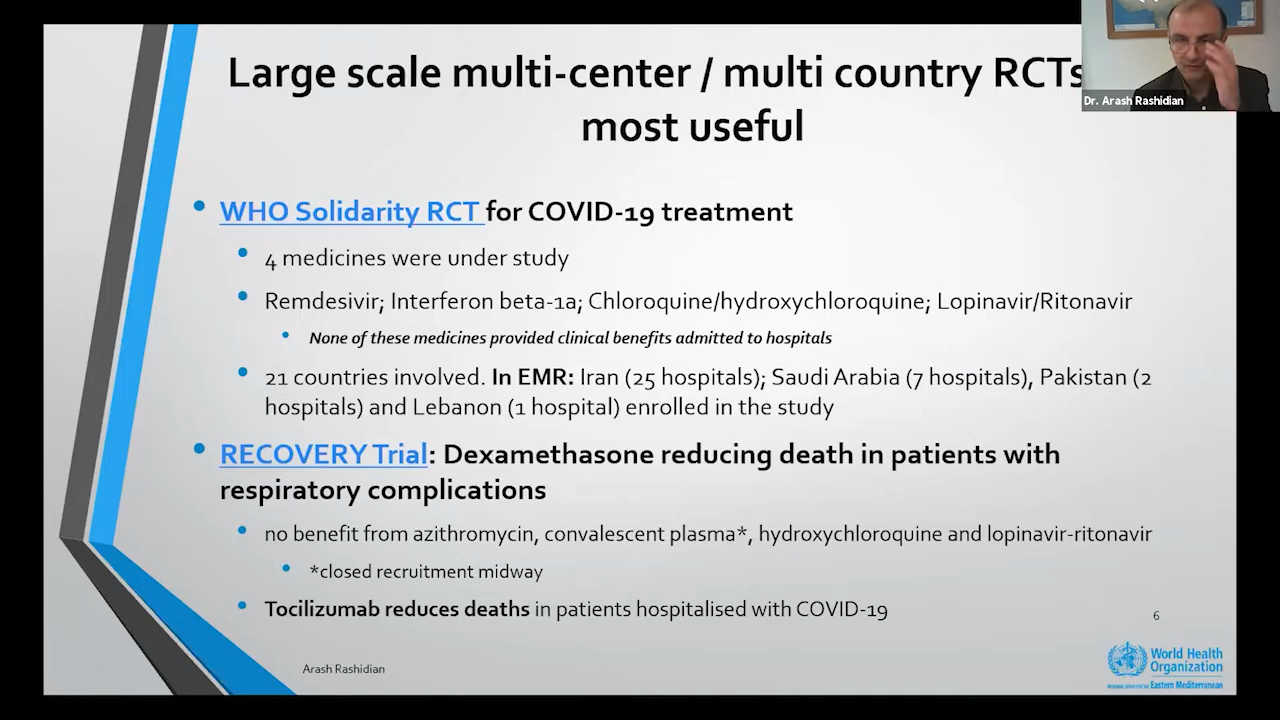 Large scale multi-center / multi country RCTs
most useful
Dr. Arash Rashidian
• WHO Solidarity RCT for COVID-19 treatment
• 4 medicines were under study
• Remdesivir; Interferon beta-1a; Chloroquine/hydroxychloroquine; Lopinavir/Ritonavir
• None of these medicines provided clinical benefits admitted to hospitals
• 21 countries involved. In EMR: Iran (25 hospitals); Saudi Arabia (7 hospitals), Pakistan (2
hospitals) and Lebanon (1 hospital) enrolled in the study
• RECOVERY Trial: Dexamethasone reducing death in patients with
respiratory complications
• no benefit from azithromycin, convalescent plasma*, hydroxychloroquine and lopinavir-ritonavir
• *closed recruitment midway
• Tocilizumab reduces deaths in patients hospitalised with COVID-19
6
Arash Rashidian
World Health
Organization
REGIONAL OFFICE FOR THE Eastern Mediterranean